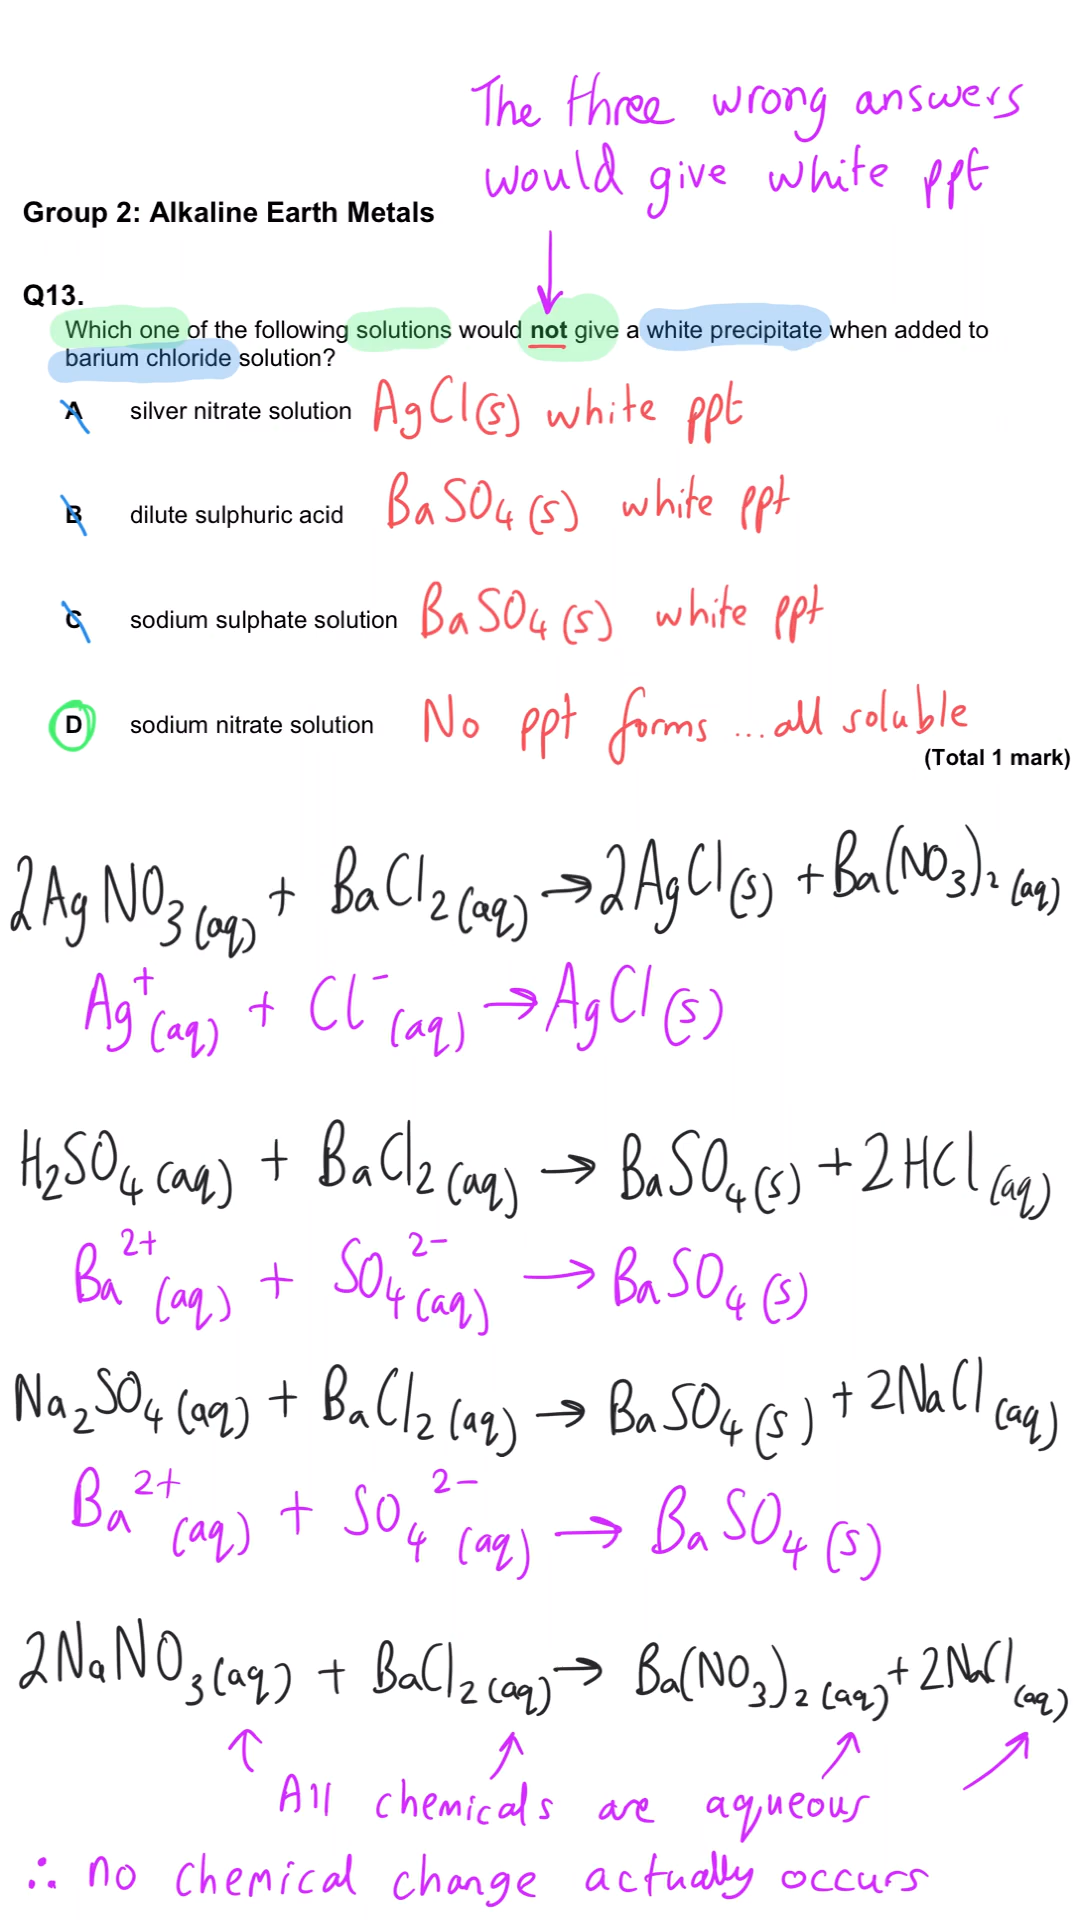 The three wrong answers
would give white ppt
Group 2: Alkaline Earth Metals
Q13.
Which one of the following solutions would not give a white precipitate when added to
barium chloride solution?
A silver nitrate solution AgCl(s) white ppt
B dilute sulphuric acid BaSO₄(s) white ppt
C sodium sulphate solution BaSO₄(s) white ppt
D sodium nitrate solution No ppt forms ... all soluble
(Total 1 mark)
2AgNO₃(aq) + BaCl₂(aq) → 2AgCl(s) + Ba(NO₃)₂(aq)
Ag⁺(aq) + Cl⁻(aq) → AgCl(s)
H₂SO₄(aq) + BaCl₂(aq) → BaSO₄(s) + 2HCl(aq)
Ba²⁺(aq) + SO₄²⁻(aq) → BaSO₄(s)
Na₂SO₄(aq) + BaCl₂(aq) → BaSO₄(s) + 2NaCl(aq)
Ba²⁺(aq) + SO₄²⁻(aq) → BaSO₄(s)
2NaNO₃(aq) + BaCl₂(aq) → Ba(NO₃)₂(aq) + 2NaCl(aq)
All chemicals are aqueous
∴ no chemical change actually occurs